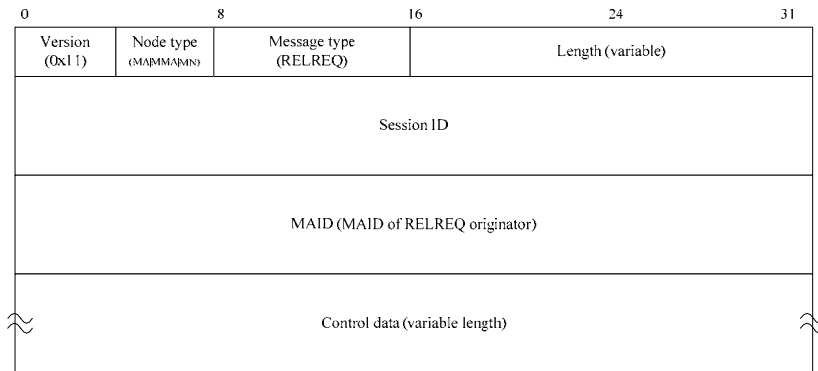 0 8 16 24 31
Version Node type Message type Length (variable)
(0x11) (MA|MMA|MN) (RELREQ)
Session ID
MAID (MAID of RELREQ originator)
Control data (variable length)